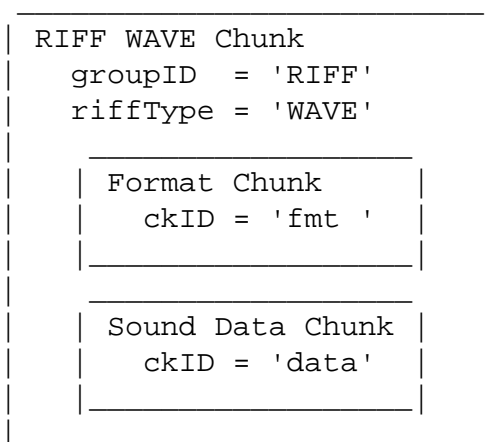 RIFF WAVE Chunk
groupID = 'RIFF'
riffType = 'WAVE'
Format Chunk
ckID = 'fmt '
Sound Data Chunk
ckID = 'data'